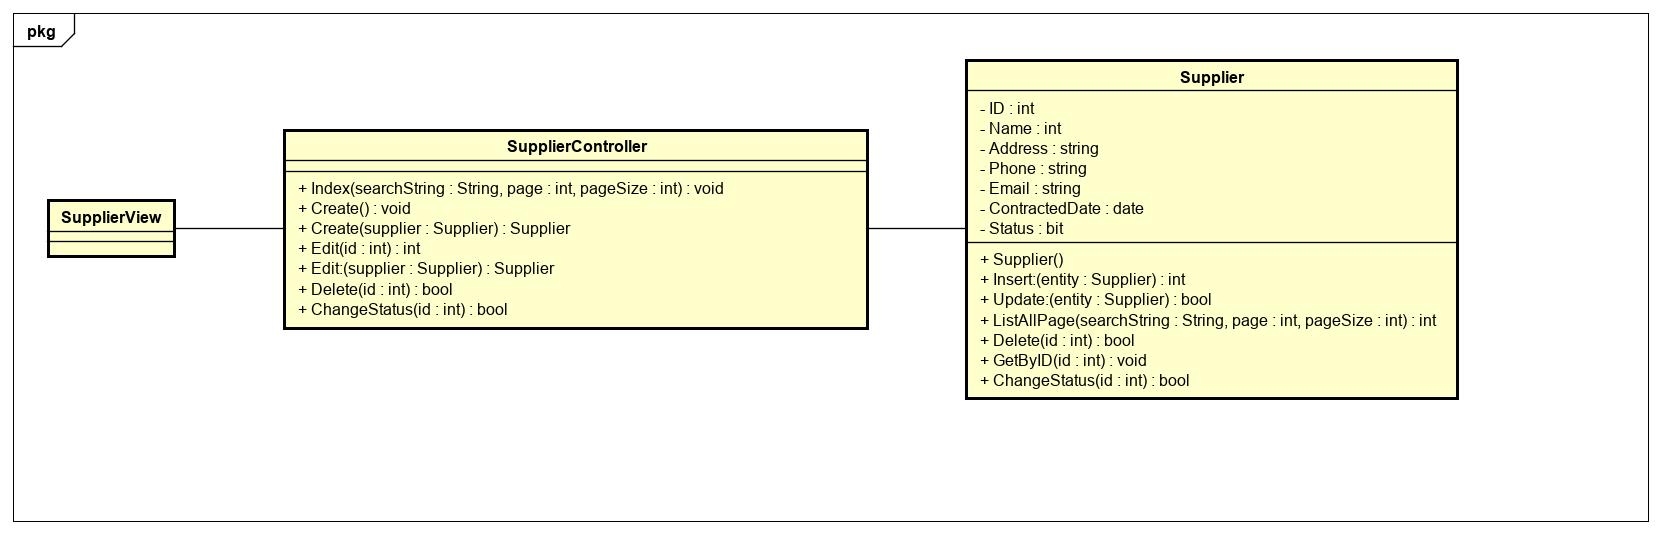 pkg
SupplierView
SupplierController
+ Index(searchString : String, page : int, pageSize : int) : void
+ Create() : void
+ Create(supplier : Supplier) : Supplier
+ Edit(id : int) : int
+ Edit:(supplier : Supplier) : Supplier
+ Delete(id : int) : bool
+ ChangeStatus(id : int) : bool
Supplier
- ID : int
- Name : int
- Address : string
- Phone : string
- Email : string
- ContractedDate : date
- Status : bit
+ Supplier()
+ Insert:(entity : Supplier) : int
+ Update:(entity : Supplier) : bool
+ ListAllPage(searchString : String, page : int, pageSize : int) : int
+ Delete(id : int) : bool
+ GetByID(id : int) : void
+ ChangeStatus(id : int) : bool